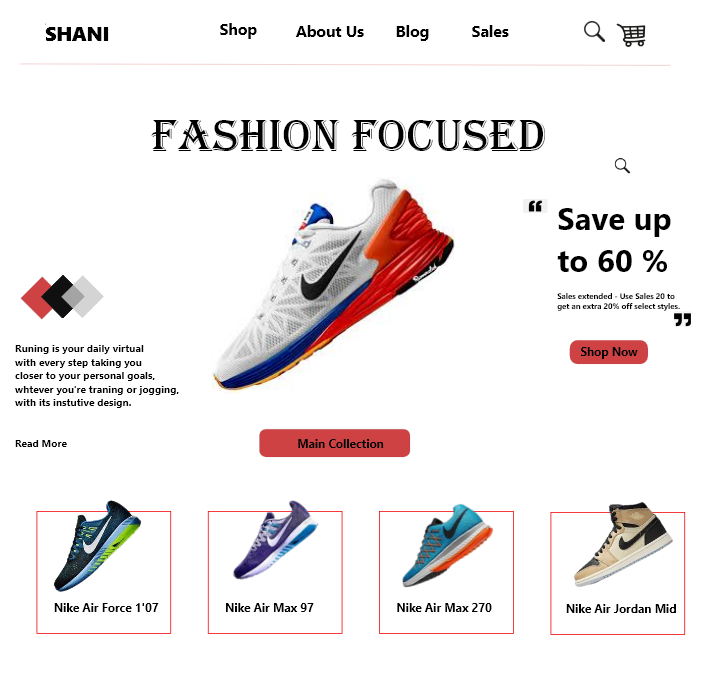 SHANI
Shop
About Us
Blog
Sales
FASHION FOCUSED
“
Save up
to 60 %
Sales extended - Use Sales 20 to
get an extra 20% off select styles.
”
Shop Now
Runing is your daily virtual
with every step taking you
closer to your personal goals,
whtever you're traning or jogging,
with its instutive design.
Read More
Main Collection
Nike Air Force 1'07
Nike Air Max 97
Nike Air Max 270
Nike Air Jordan Mid